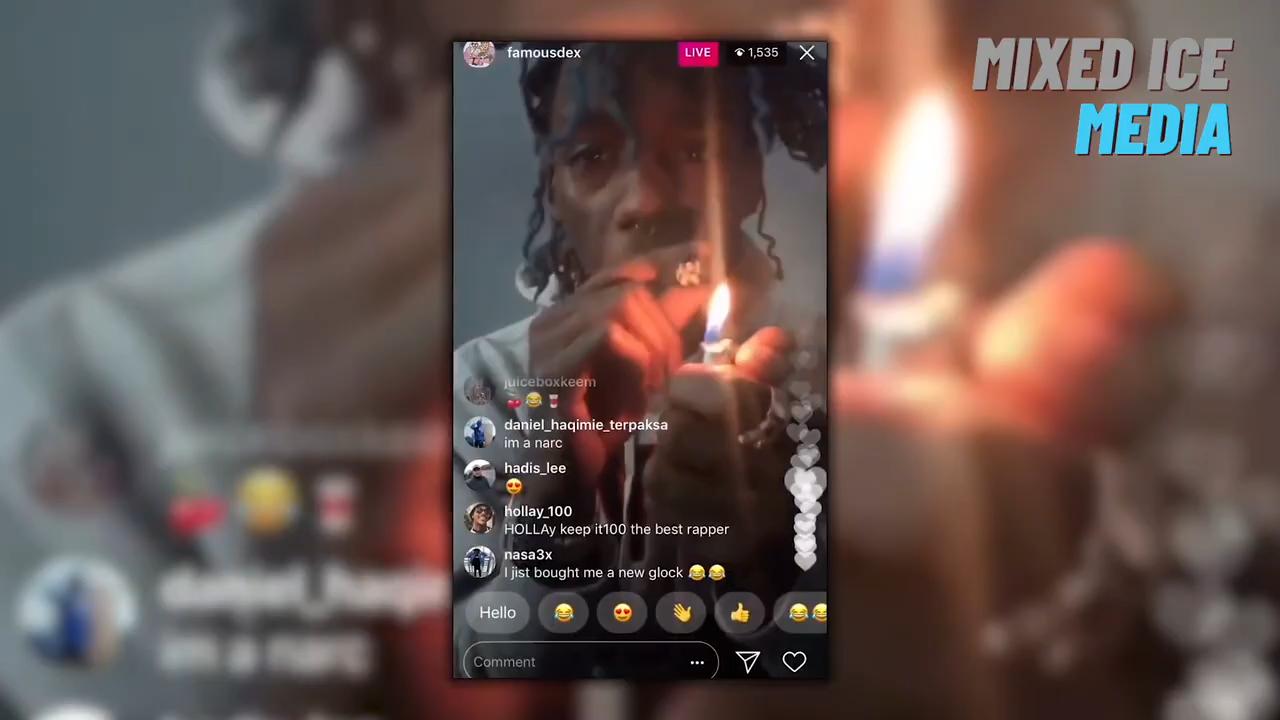 famousdex
LIVE
1,535
MIXED ICE
MEDIA
juiceboxkeem
daniel_haqimie_terpaksa
im a narc
hadis_lee
hollay_100
HOLLAy keep it100 the best rapper
nasa3x
I jist bought me a new glock
Hello
Comment